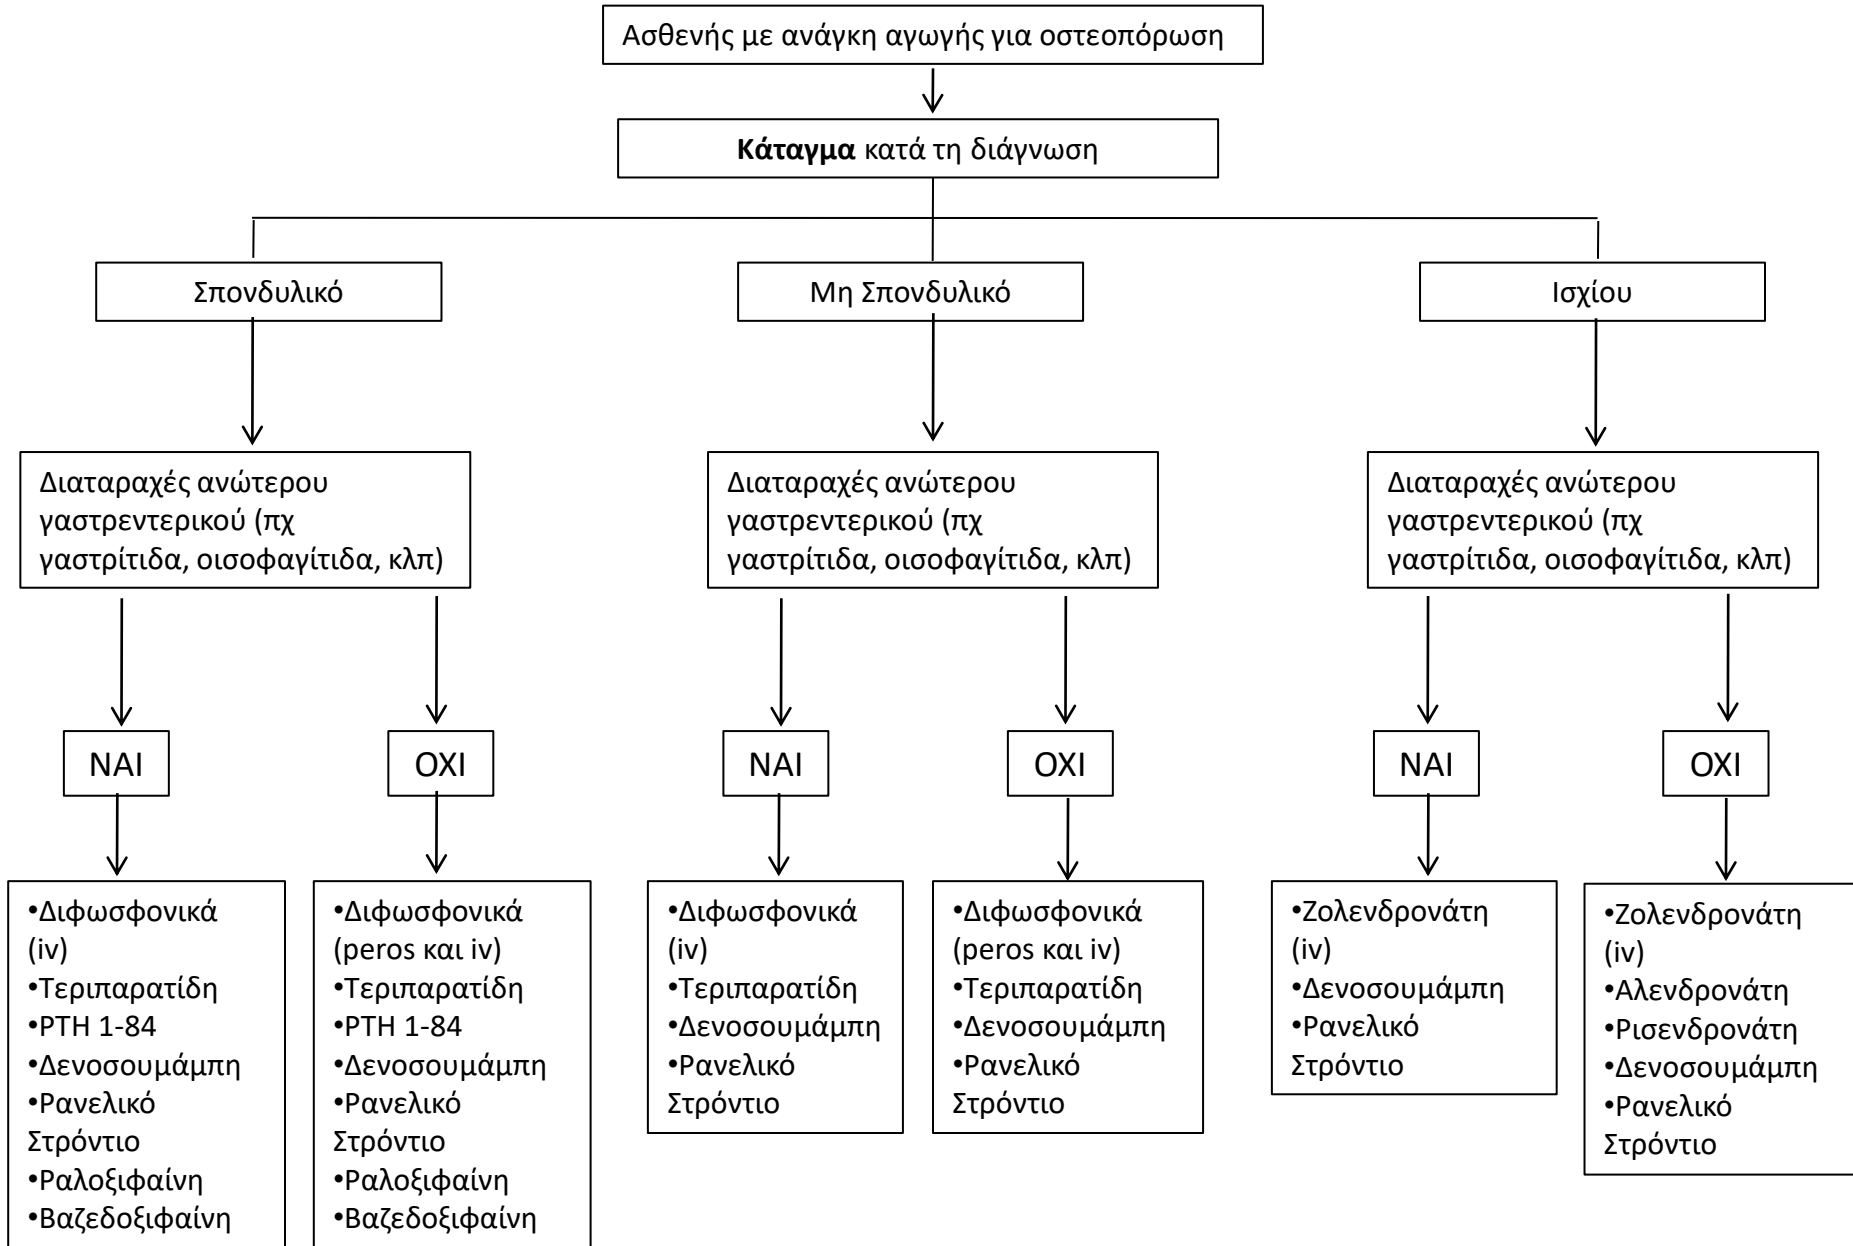 Ασθενής με ανάγκη αγωγής για οστεοπόρωση
Κάταγμα κατά τη διάγνωση
Σπονδυλικό
Μη Σπονδυλικό
Ισχίου
Διαταραχές ανώτερου
γαστρεντερικού (πχ
γαστρίτιδα, οισοφαγίτιδα, κλπ)
Διαταραχές ανώτερου
γαστρεντερικού (πχ
γαστρίτιδα, οισοφαγίτιδα, κλπ)
Διαταραχές ανώτερου
γαστρεντερικού (πχ
γαστρίτιδα, οισοφαγίτιδα, κλπ)
ΝΑΙ
ΟΧΙ
ΝΑΙ
ΟΧΙ
ΝΑΙ
ΟΧΙ
•Διφωσφονικά
(iv)
•Τεριπαρατίδη
•PTH 1-84
•Δενοσουμάμπη
•Ρανελικό
Στρόντιο
•Ραλοξιφαίνη
•Βαζεδοξιφαίνη
•Διφωσφονικά
(peros και iv)
•Τεριπαρατίδη
•PTH 1-84
•Δενοσουμάμπη
•Ρανελικό
Στρόντιο
•Ραλοξιφαίνη
•Βαζεδοξιφαίνη
•Διφωσφονικά
(iv)
•Τεριπαρατίδη
•Δενοσουμάμπη
•Ρανελικό
Στρόντιο
•Διφωσφονικά
(peros και iv)
•Τεριπαρατίδη
•Δενοσουμάμπη
•Ρανελικό
Στρόντιο
•Ζολενδρονάτη
(iv)
•Δενοσουμάμπη
•Ρανελικό
Στρόντιο
•Ζολενδρονάτη
(iv)
•Αλενδρονάτη
•Ρισενδρονάτη
•Δενοσουμάμπη
•Ρανελικό
Στρόντιο